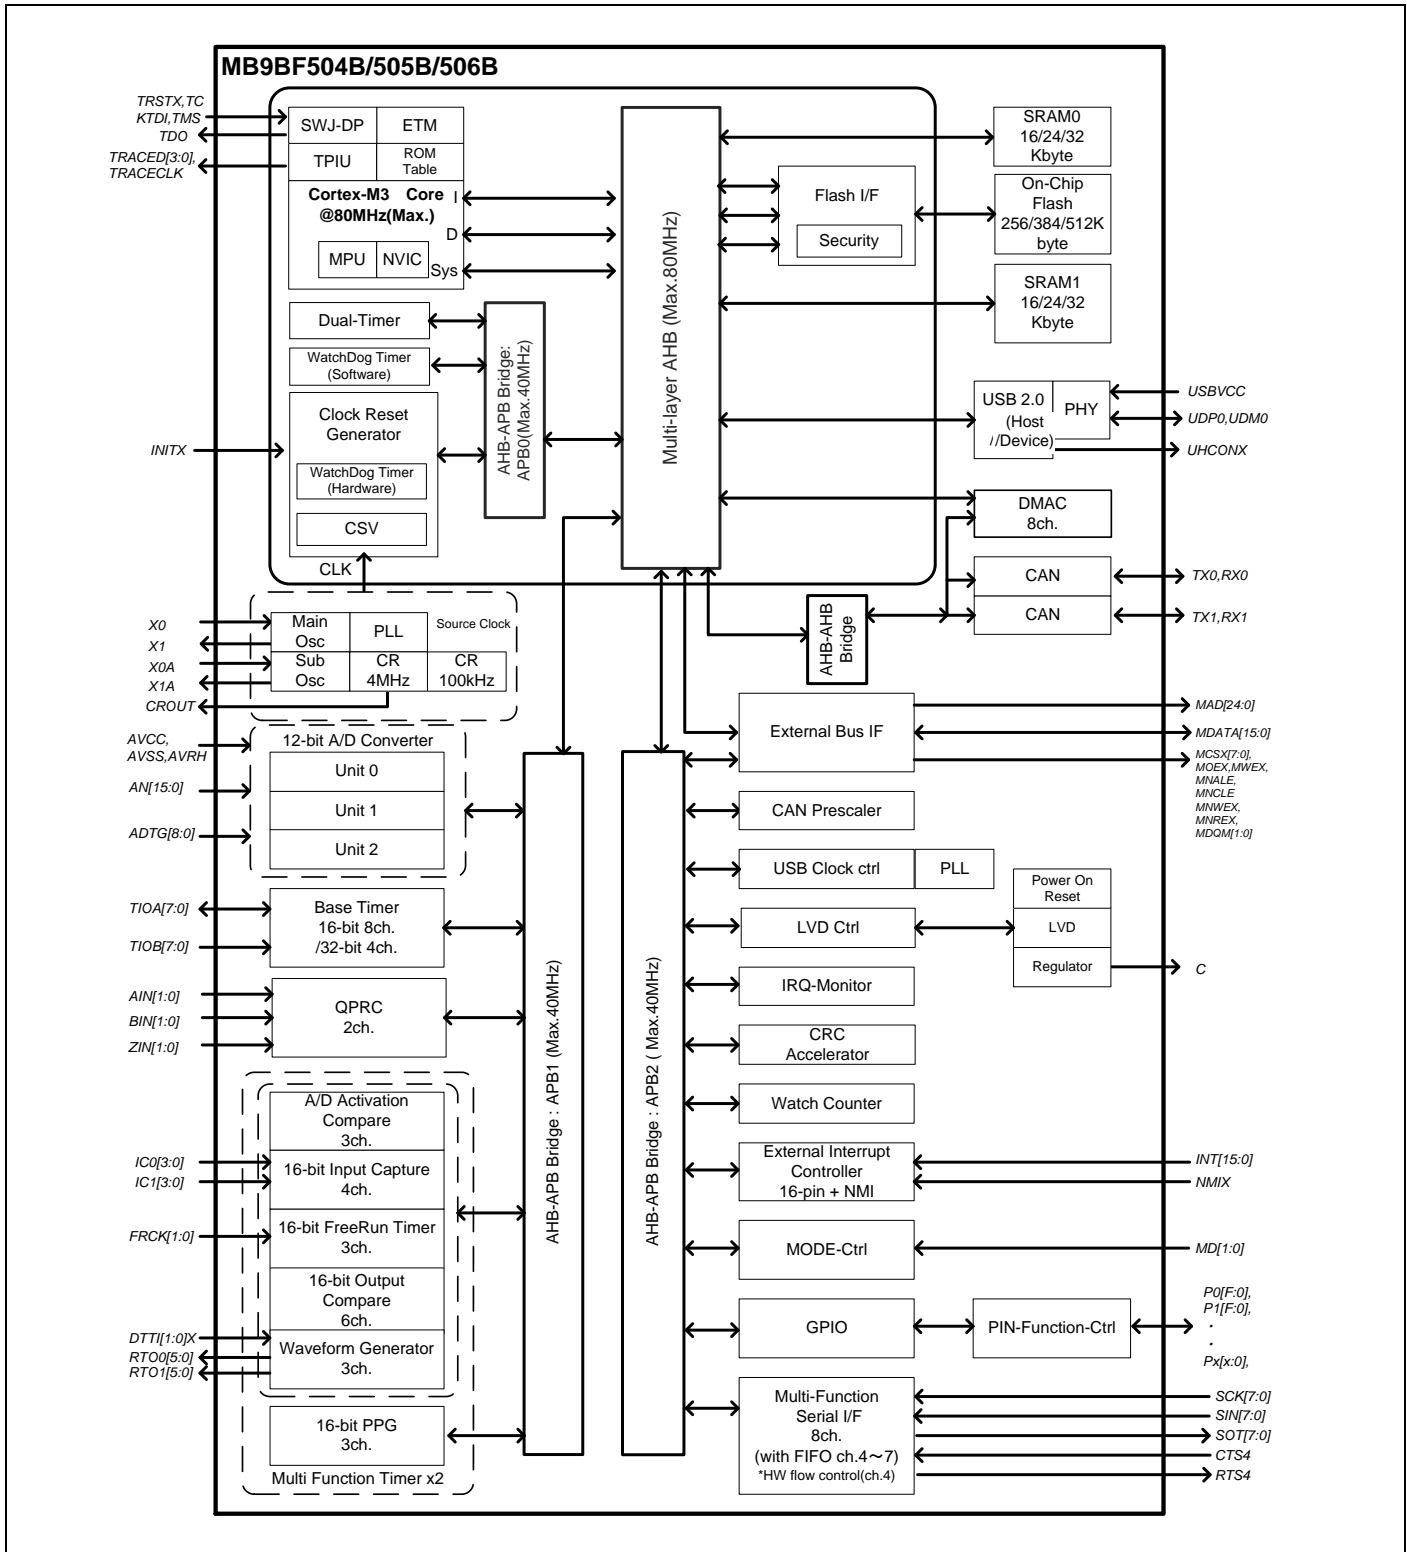 MB9BF504B/505B/506B
TRSTX,TC
KTDI,TMS
TDO
TRACED[3:0],
TRACECLK
SWJ-DP
ETM
TPIU
ROM
Table
Cortex-M3 Core
@80MHz(Max.)
I
D
Sys
MPU
NVIC
Dual-Timer
WatchDog Timer
(Software)
Clock Reset
Generator
WatchDog Timer
(Hardware)
CSV
CLK
INITX
AHB-APB Bridge:
APB0(Max.40MHz)
Multi-layer AHB (Max.80MHz)
Flash I/F
Security
SRAM0
16/24/32
Kbyte
On-Chip
Flash
256/384/512K
byte
SRAM1
16/24/32
Kbyte
USB 2.0
(Host
/Device)
PHY
USBVCC
UDP0,UDM0
UHCONX
DMAC
8ch.
CAN
CAN
TX0,RX0
TX1,RX1
AHB-AHB
Bridge
X0
X1
X0A
X1A
CROUT
Main
Osc
PLL
Source Clock
Sub
Osc
CR
4MHz
CR
100kHz
AVCC,
AVSS,AVRH
AN[15:0]
ADTG[8:0]
12-bit A/D Converter
Unit 0
Unit 1
Unit 2
TIOA[7:0]
TIOB[7:0]
Base Timer
16-bit 8ch.
/32-bit 4ch.
AIN[1:0]
BIN[1:0]
ZIN[1:0]
QPRC
2ch.
A/D Activation
Compare
3ch.
IC0[3:0]
IC1[3:0]
16-bit Input Capture
4ch.
FRCK[1:0]
16-bit FreeRun Timer
3ch.
16-bit Output
Compare
6ch.
DTTI[1:0]X
RTO0[5:0]
RTO1[5:0]
Waveform Generator
3ch.
16-bit PPG
3ch.
Multi Function Timer x2
AHB-APB Bridge : APB1 (Max.40MHz)
AHB-APB Bridge : APB2 ( Max.40MHz)
External Bus IF
MAD[24:0]
MDATA[15:0]
MCSX[7:0],
MOEX,MWEX,
MNALE,
MNCLE
MNWEX,
MNREX,
MDQM[1:0]
CAN Prescaler
USB Clock ctrl
PLL
LVD Ctrl
Power On
Reset
LVD
Regulator
C
IRQ-Monitor
CRC
Accelerator
Watch Counter
External Interrupt
Controller
16-pin + NMI
INT[15:0]
NMIX
MODE-Ctrl
MD[1:0]
GPIO
PIN-Function-Ctrl
P0[F:0],
P1[F:0],
.
.
Px[x:0],
Multi-Function
Serial I/F
8ch.
(with FIFO ch.4～7)
*HW flow control(ch.4)
SCK[7:0]
SIN[7:0]
SOT[7:0]
CTS4
RTS4